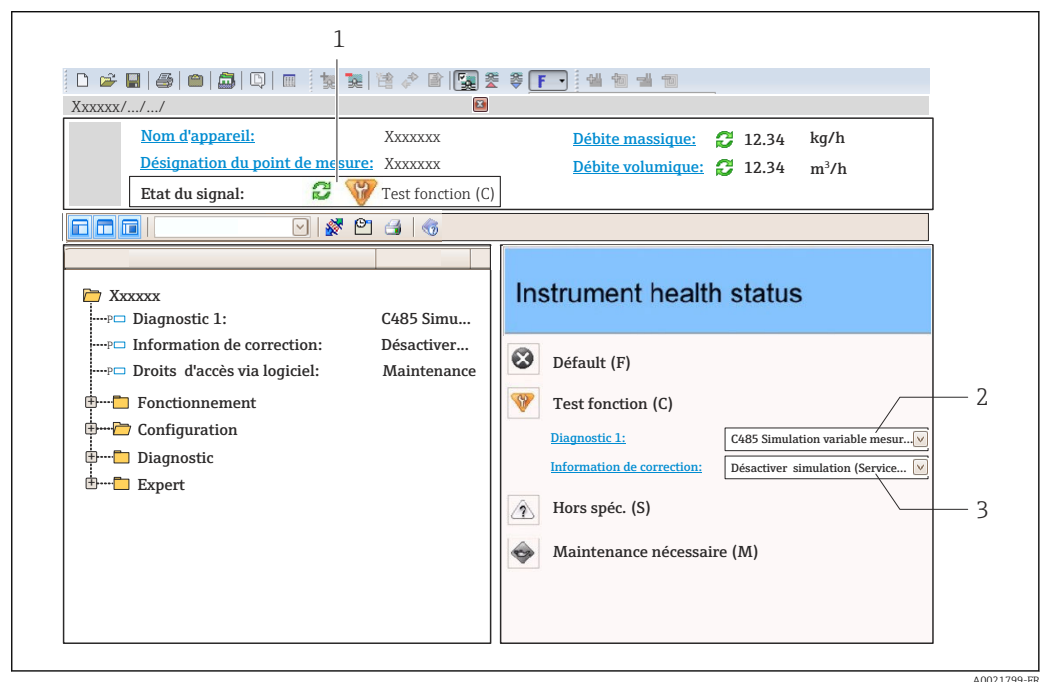 1
F
Xxxxxx/.../.../
Nom d'appareil: Xxxxxxx Débite massique: 12.34 kg/h
Désignation du point de mesure: Xxxxxxx Débite volumique: 12.34 m³/h
Etat du signal: Test fonction (C)
Xxxxxx
P Diagnostic 1: C485 Simu...
P Information de correction: Désactiver...
P Droits d'accès via logiciel: Maintenance
Fonctionnement
Configuration
Diagnostic
Expert
Instrument health status
Défault (F)
Test fonction (C)
2
Diagnostic 1: C485 Simulation variable mesur...
Information de correction: Désactiver simulation (Service...
Hors spéc. (S)
3
Maintenance nécessaire (M)
A0021799-FR